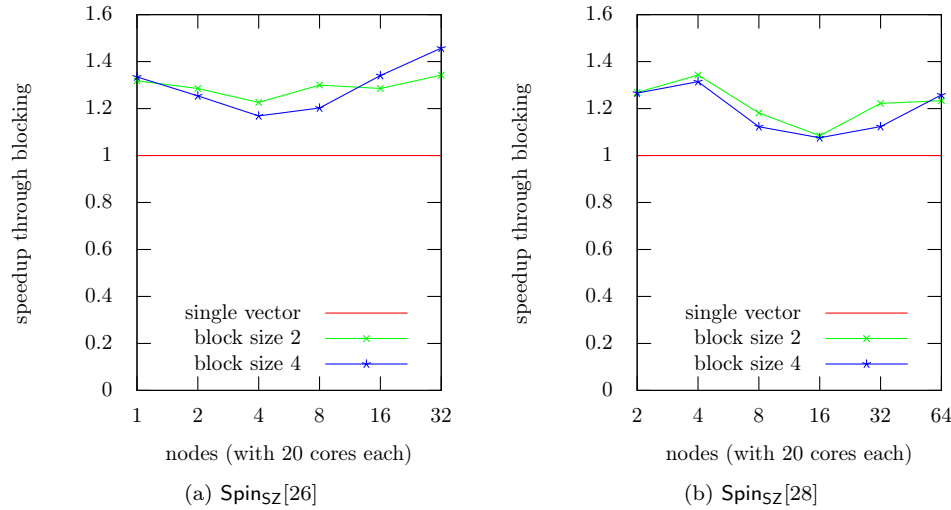 speedup through blocking
1.6
1.4
1.2
1
0.8
0.6
0.4
0.2
0
single vector
block size 2
block size 4
1 2 4 8 16 32
nodes (with 20 cores each)
(a) SpinSZ[26]
speedup through blocking
1.6
1.4
1.2
1
0.8
0.6
0.4
0.2
0
single vector
block size 2
block size 4
2 4 8 16 32 64
nodes (with 20 cores each)
(b) SpinSZ[28]